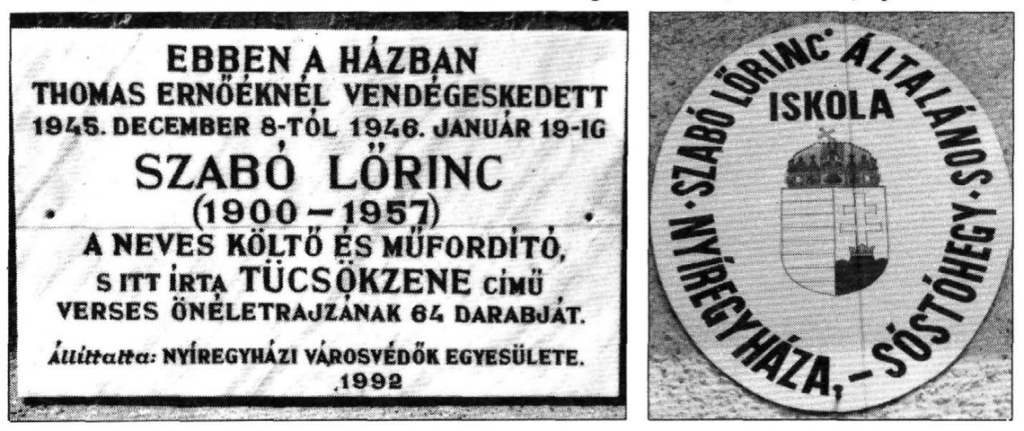 EBBEN A HÁZBAN
THOMAS ERNŐÉKNÉL VENDÉGESKEDETT
1945. DECEMBER 8-TÓL 1946. JANUÁR 19-IG
SZABÓ LŐRINC
(1900 – 1957)
A NEVES KÖLTŐ ÉS MŰFORDÍTÓ,
S ITT ÍRTA TÜCSÖKZENE CÍMŰ
VERSES ÖNÉLETRAJZÁNAK 64 DARABJÁT.
Állíttatta: NYÍREGYHÁZI VÁROSVÉDŐK EGYESÜLETE.
1992
· SZABÓ LŐRINC ÁLTALÁNOS ·
ISKOLA
NYÍREGYHÁZA, – SÓSTÓHEGY